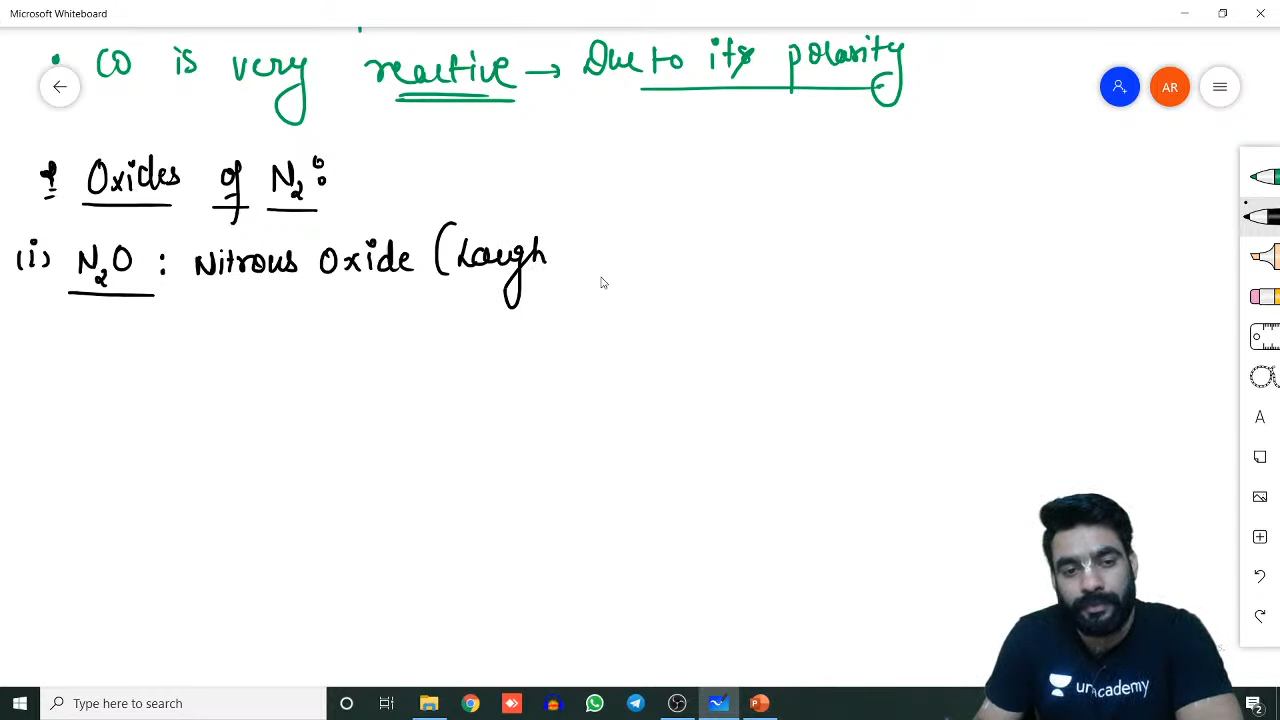 Microsoft Whiteboard
• CO is very reactive → Due to its polarity
AR
Oxides of N2:
(i) N2O : Nitrous Oxide (Laugh
A
unacademy
Type here to search
2